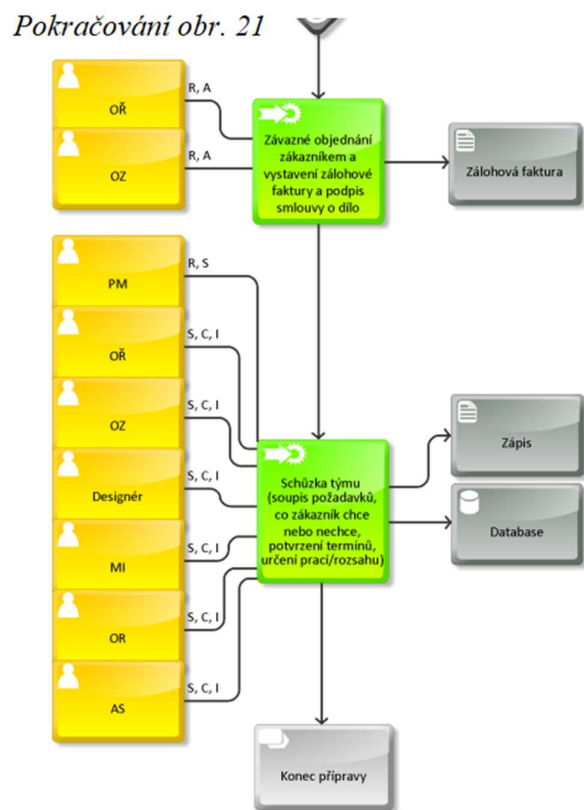 Pokračování obr. 21
R, A
OŘ
R, A
OZ
Závazné objednání
zákazníkem a
vystavení zálohové
faktury a podpis
smlouvy o dílo
Zálohová faktura
R, S
PM
S, C, I
OŘ
S, C, I
OZ
S, C, I
Designér
S, C, I
MI
S, C, I
OR
S, C, I
AS
Schůzka týmu
(soupis požadavků,
co zákazník chce
nebo nechce,
potvrzení termínů,
určení prací/rozsahu)
Zápis
Database
Konec přípravy